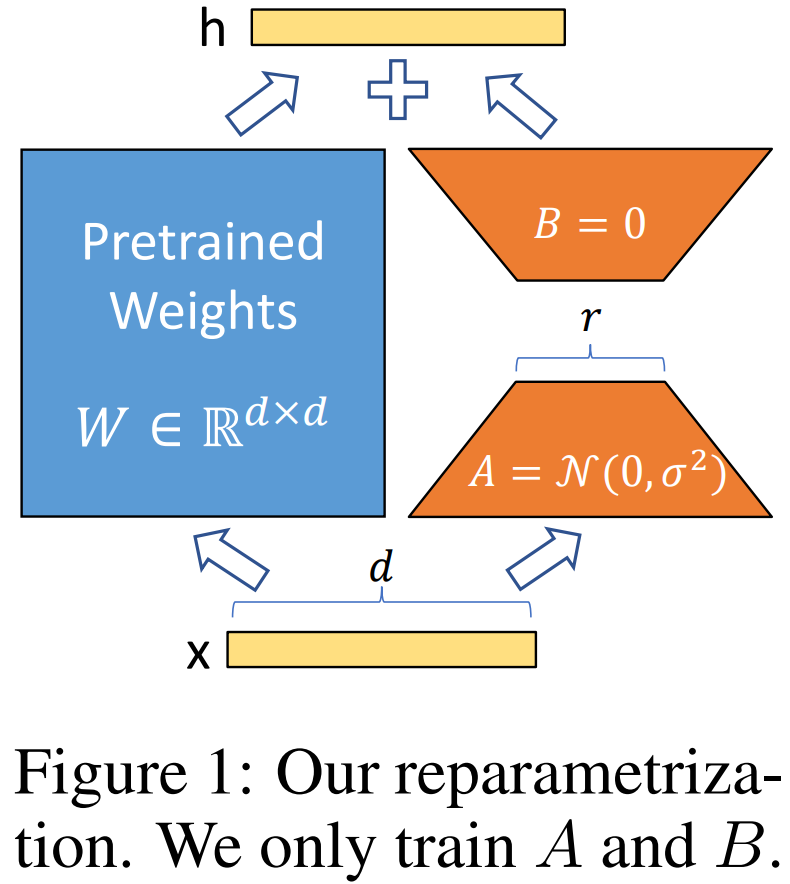 h
Pretrained
Weights
W ∈ ℝ^{d×d}
B = 0
r
A = 𝒩(0, σ²)
d
x
Figure 1: Our reparametriza-
tion. We only train A and B.